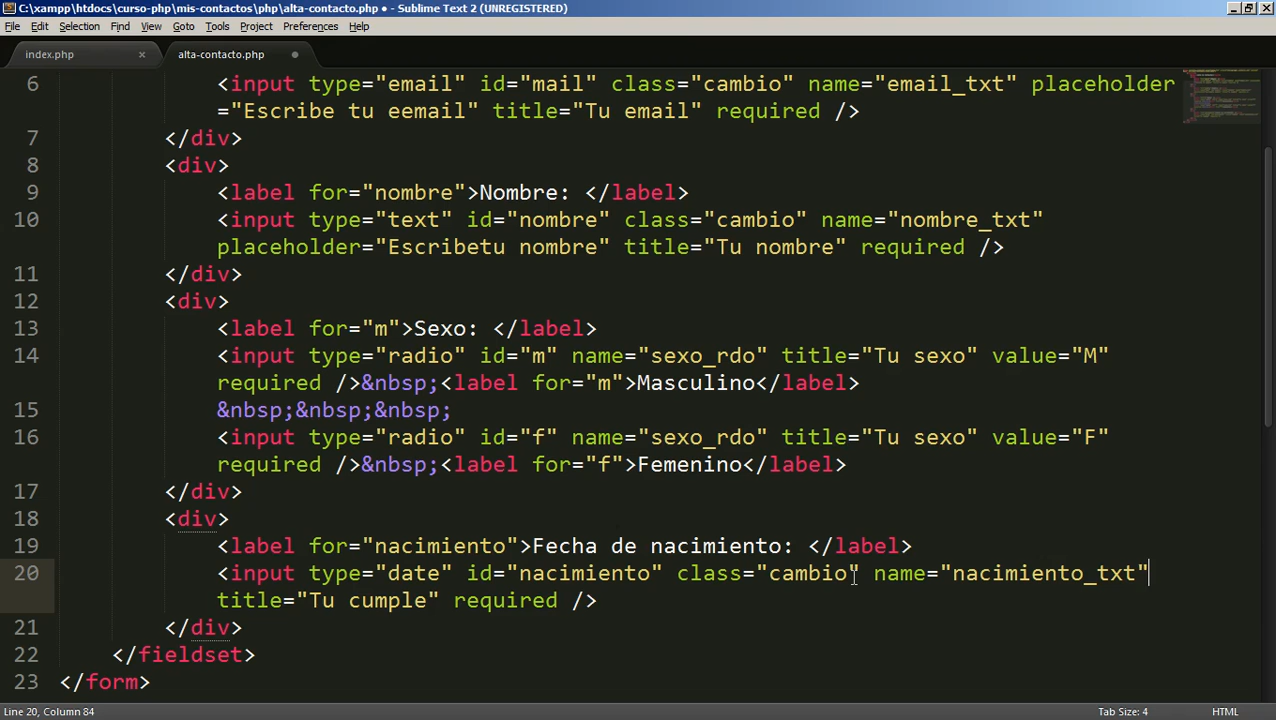 C:\xampp\htdocs\curso-php\mis-contactos\php\alta-contacto.php • - Sublime Text 2 (UNREGISTERED)
File Edit Selection Find View Goto Tools Project Preferences Help
index.php × alta-contacto.php
6 <input type="email" id="mail" class="cambio" name="email_txt" placeholder
="Escribe tu eemail" title="Tu email" required />
7 </div>
8 <div>
9 <label for="nombre">Nombre: </label>
10 <input type="text" id="nombre" class="cambio" name="nombre_txt"
placeholder="Escribetu nombre" title="Tu nombre" required />
11 </div>
12 <div>
13 <label for="m">Sexo: </label>
14 <input type="radio" id="m" name="sexo_rdo" title="Tu sexo" value="M"
required />&nbsp;<label for="m">Masculino</label>
15 &nbsp;&nbsp;&nbsp;
16 <input type="radio" id="f" name="sexo_rdo" title="Tu sexo" value="F"
required />&nbsp;<label for="f">Femenino</label>
17 </div>
18 <div>
19 <label for="nacimiento">Fecha de nacimiento: </label>
20 <input type="date" id="nacimiento" class="cambio" name="nacimiento_txt"
title="Tu cumple" required />
21 </div>
22 </fieldset>
23 </form>
Line 20, Column 84 Tab Size: 4 HTML